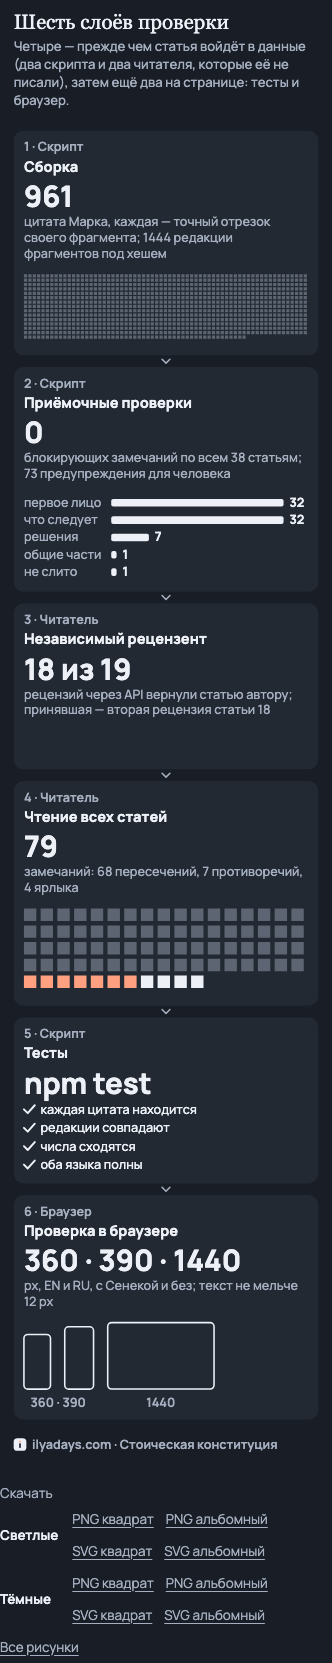 Шесть слоёв проверки
Четыре — прежде чем статья войдёт в данные
(два скрипта и два читателя, которые её не
писали), затем ещё два на странице: тесты и
браузер.
1 · Скрипт
Сборка
961
цитата Марка, каждая — точный отрезок
своего фрагмента; 1444 редакции
фрагментов под хешем
2 · Скрипт
Приёмочные проверки
0
блокирующих замечаний по всем 38 статьям;
73 предупреждения для человека
первое лицо 32
что следует 32
решения 7
общие части 1
не слито 1
3 · Читатель
Независимый рецензент
18 из 19
рецензий через API вернули статью автору;
принявшая — вторая рецензия статьи 18
4 · Читатель
Чтение всех статей
79
замечаний: 68 пересечений, 7 противоречий,
4 ярлыка
5 · Скрипт
Тесты
npm test
каждая цитата находится
редакции совпадают
числа сходятся
оба языка полны
6 · Браузер
Проверка в браузере
360 · 390 · 1440
px, EN и RU, с Сенекой и без; текст не мельче
12 px
360 · 390 1440
ilyadays.com · Стоическая конституция
Скачать
Светлые
PNG квадрат PNG альбомный
SVG квадрат SVG альбомный
Тёмные
PNG квадрат PNG альбомный
SVG квадрат SVG альбомный
Все рисунки